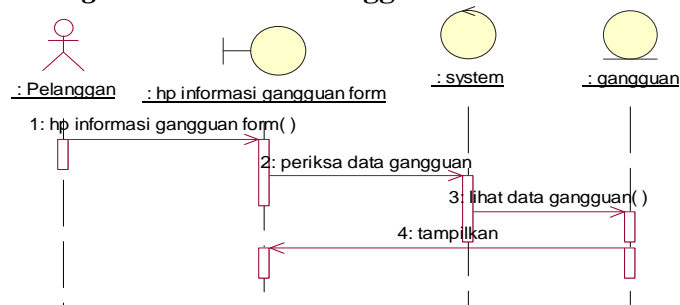 : Pelanggan
: hp informasi gangguan form
: system
: gangguan
1: hp informasi gangguan form( )
2: periksa data gangguan
3: lihat data gangguan( )
4: tampilkan